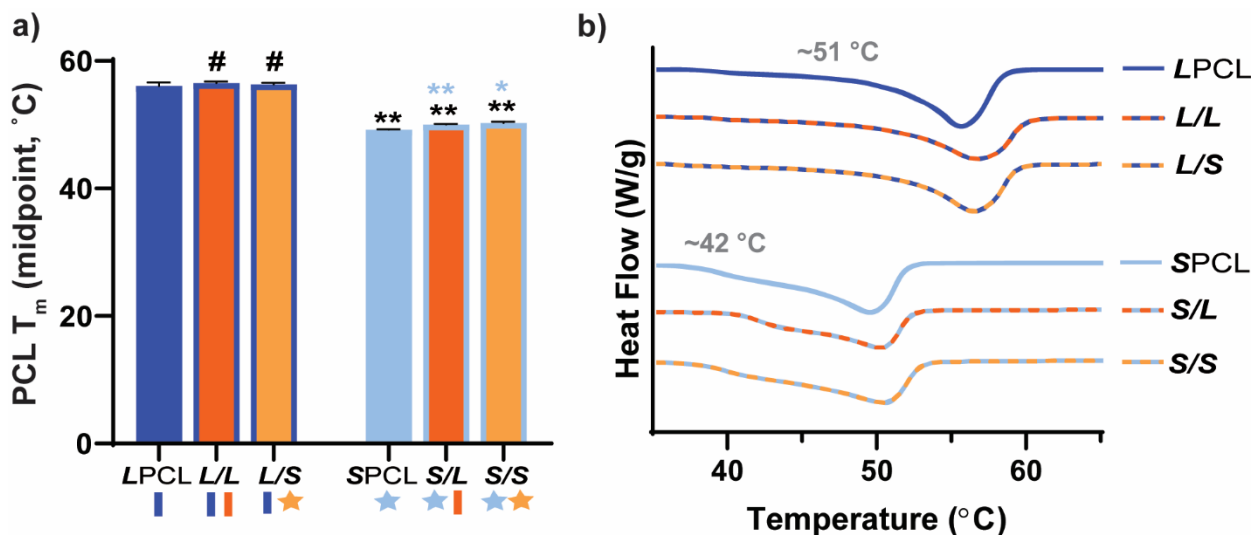 a)
PCL Tm (midpoint, ˚C)
60
40
20
0
#
#
**
**
**
*
**
LPCL
L/L
L/S
SPCL
S/L
S/S
b)
Heat Flow (W/g)
~51 °C
~42 °C
LPCL
L/L
L/S
SPCL
S/L
S/S
40
50
60
Temperature (°C)